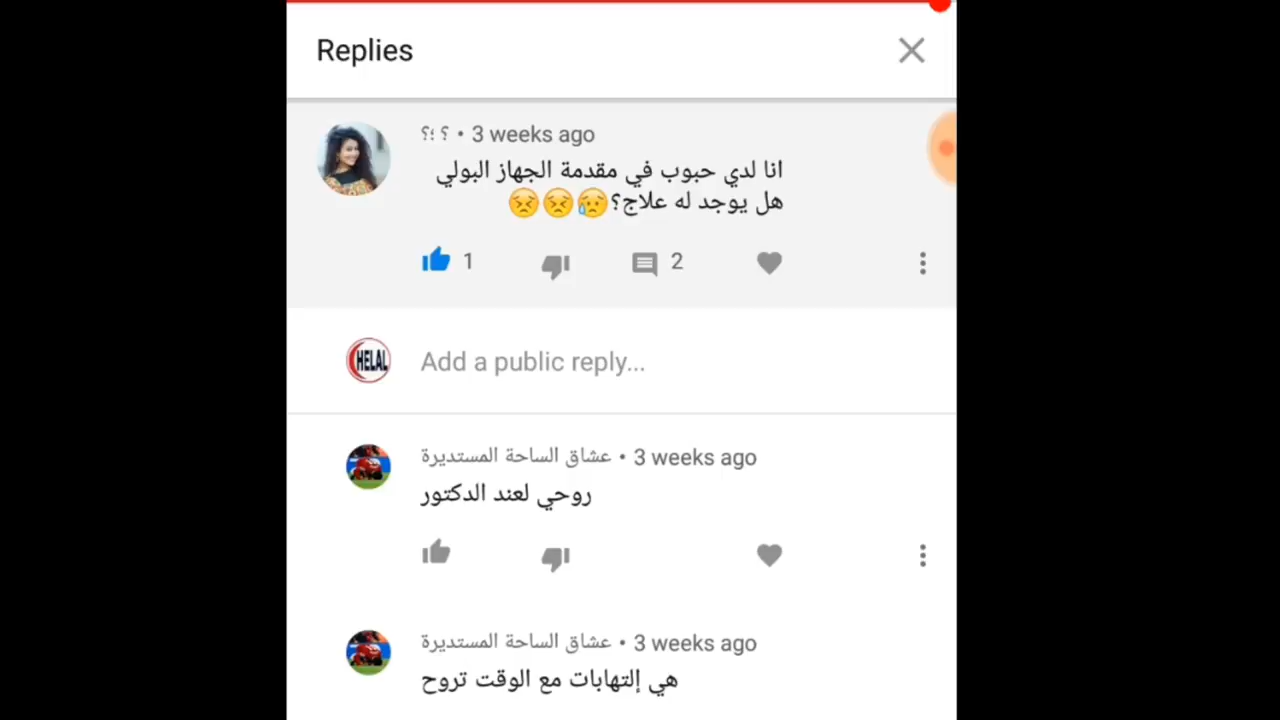 Replies
؟ ؛؟ • 3 weeks ago
انا لدي حبوب في مقدمة الجهاز البولي
هل يوجد له علاج؟😥😣😣
1 2
HELAL
Add a public reply...
عشاق الساحة المستديرة • 3 weeks ago
روحي لعند الدكتور
عشاق الساحة المستديرة • 3 weeks ago
هي إلتهابات مع الوقت تروح